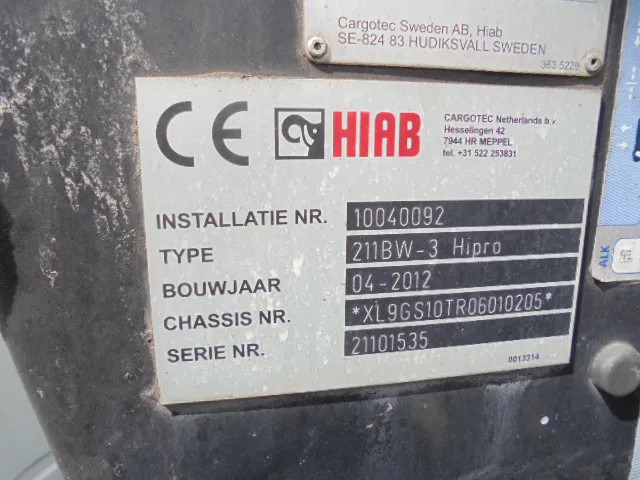 Cargotec Sweden AB, Hiab
SE-824 83 HUDIKSVALL SWEDEN
363 5229
CE HIAB
CARGOTEC Netherlands b.v.
Hesselingen 42
7944 HR MEPPEL
tel. +31 522 253831
INSTALLATIE NR. 10040092
TYPE 211BW-3 Hipro
BOUWJAAR 04-2012
CHASSIS NR. *XL9GS10TR06010205*
SERIE NR. 21101535
0013314
ALK